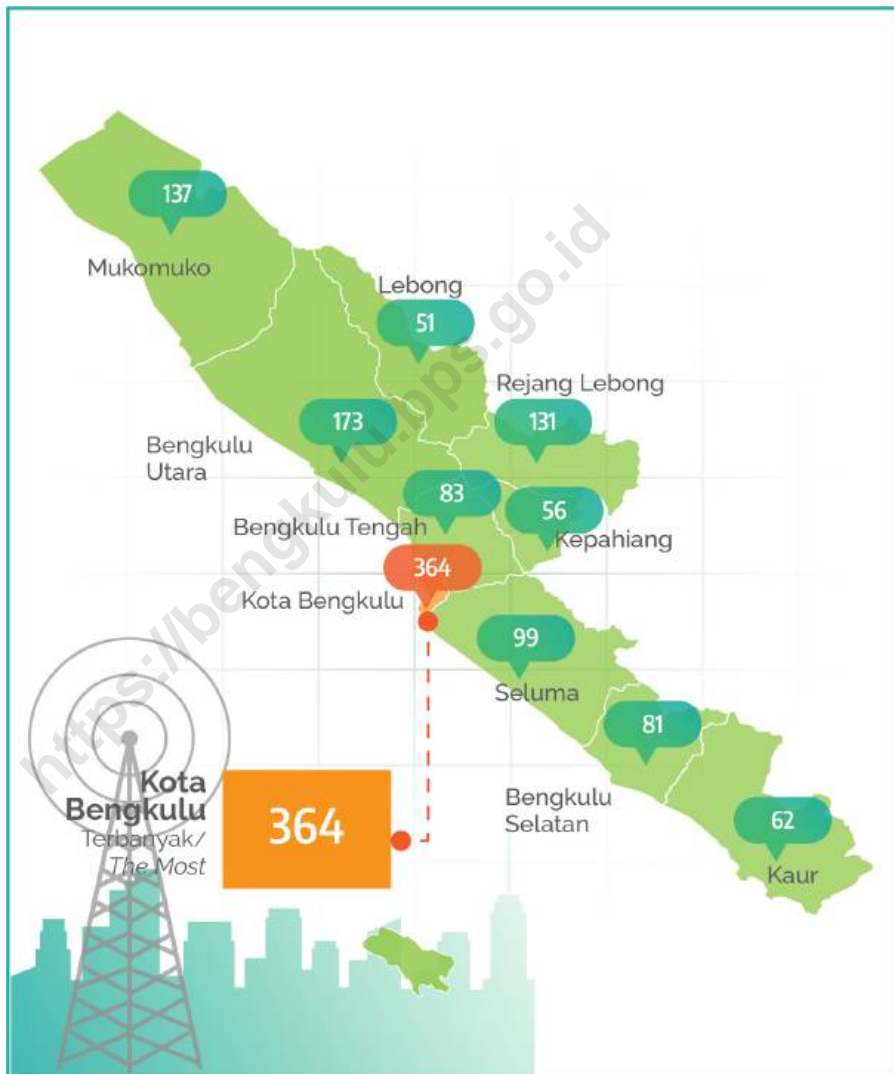 137
Mukomuko
Lebong
51
Rejang Lebong
131
173
Bengkulu
Utara
83
Bengkulu Tengah
56
Kepahiang
364
Kota Bengkulu
99
Seluma
81
Bengkulu
Selatan
62
Kaur
Kota
Bengkulu
Terbanyak/
The Most
364
https://bengkulu.bps.go.id